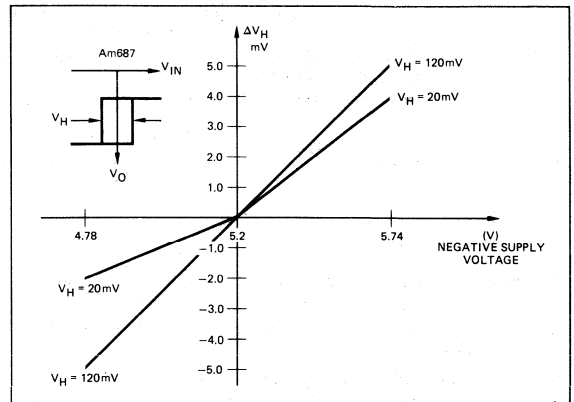 ΔV_H
mV
Am687
V_IN
V_H
V_O
5.0
4.0
3.0
2.0
1.0
V_H = 120mV
V_H = 20mV
4.78
5.2
5.74
(V)
NEGATIVE SUPPLY
VOLTAGE
-1.0
-2.0
-3.0
-4.0
-5.0
V_H = 20mV
V_H = 120mV